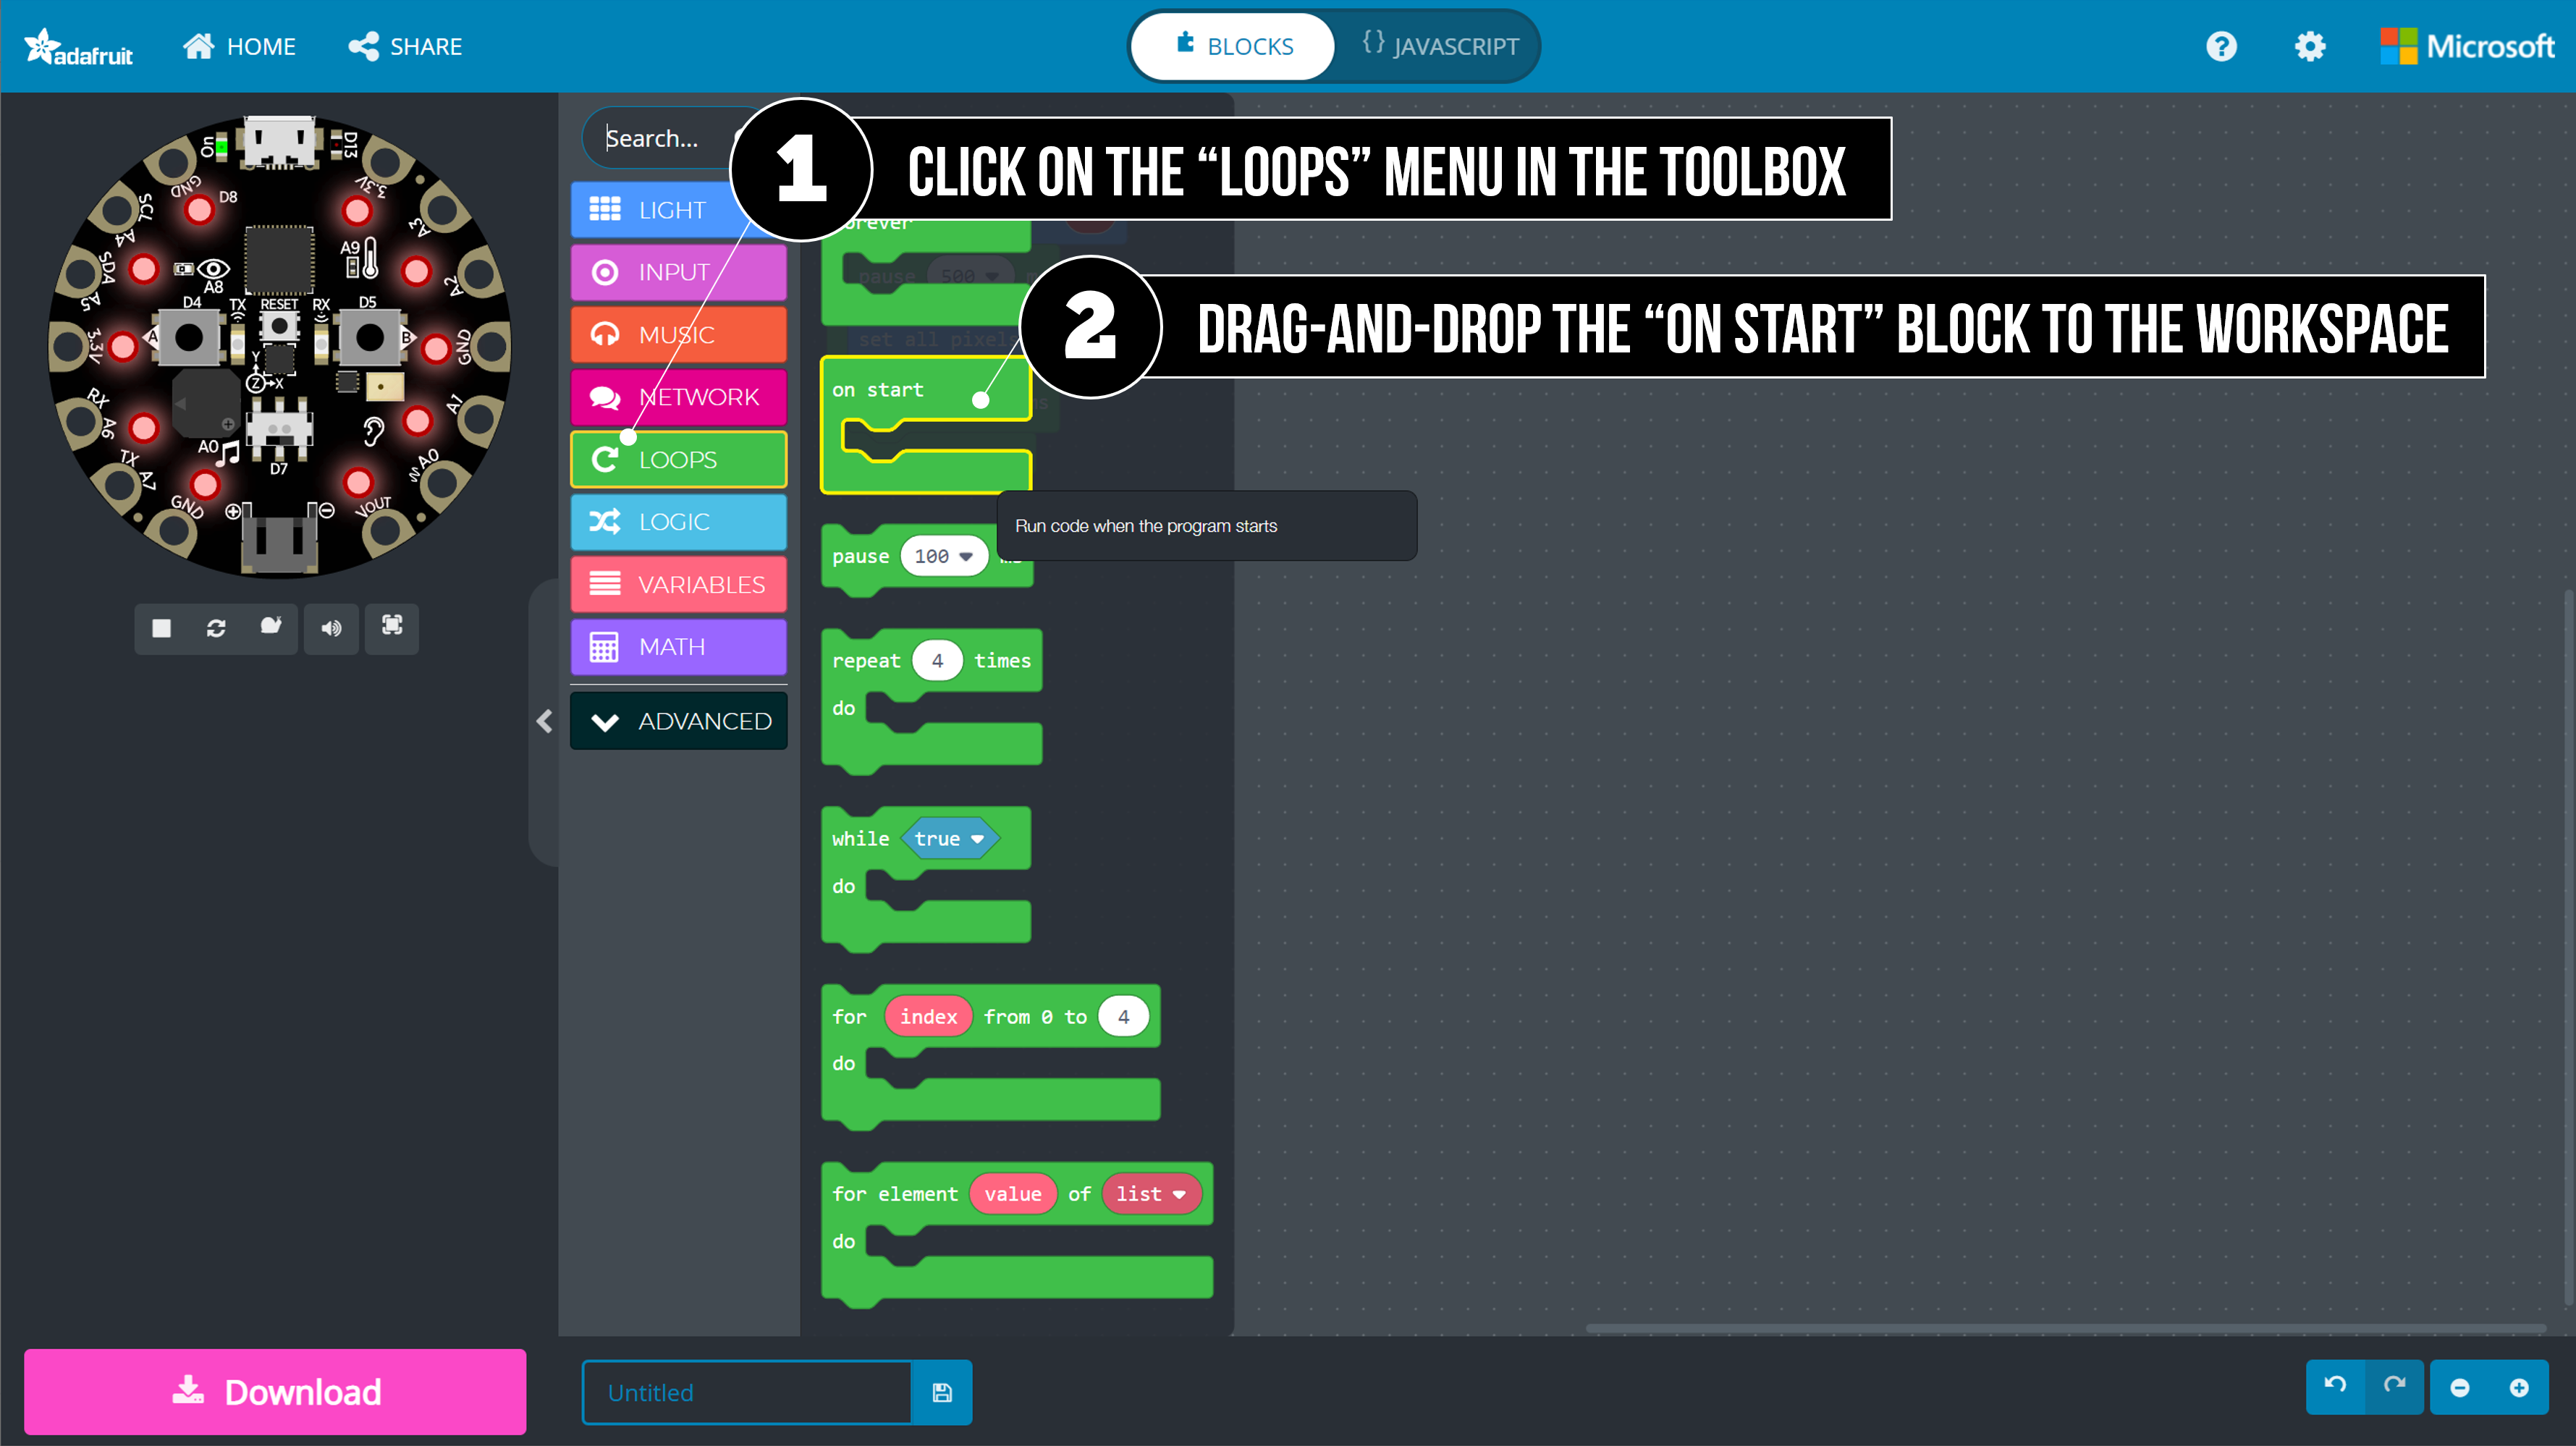 adafruit HOME SHARE BLOCKS {} JAVASCRIPT Microsoft
Search...
1 CLICK ON THE “LOOPS” MENU IN THE TOOLBOX
2 DRAG-AND-DROP THE “ON START” BLOCK TO THE WORKSPACE
LIGHT
INPUT
MUSIC
NETWORK
LOOPS
LOGIC
VARIABLES
MATH
ADVANCED
pause 500
set all pixels
on start
Run code when the program starts
pause 100
repeat 4 times
do
while true
do
for index from 0 to 4
do
for element value of list
do
On
D13
GND
D8
3.3V
SCL
A4
A3
SDA
A5
A9
A8
A2
D4
TX
RESET
RX
D5
3.3V
A
B
GND
Y
Z
X
RX
A6
A1
A0
D7
TX
A7
A0
GND
VOUT
Download
Untitled